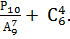 P₁₀/A₉⁷ + C₆⁴.